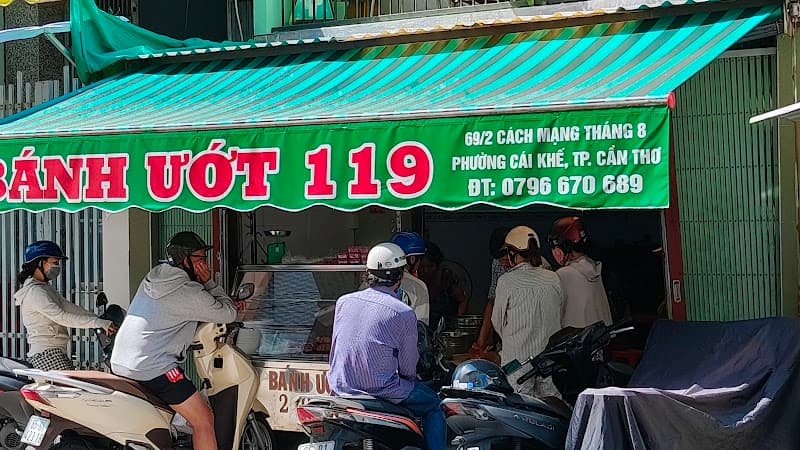 BÁNH ƯỚT 119
69/2 CÁCH MẠNG THÁNG 8
PHƯỜNG CÁI KHẾ, TP. CẦN THƠ
ĐT: 0796 670 689
BÁNH